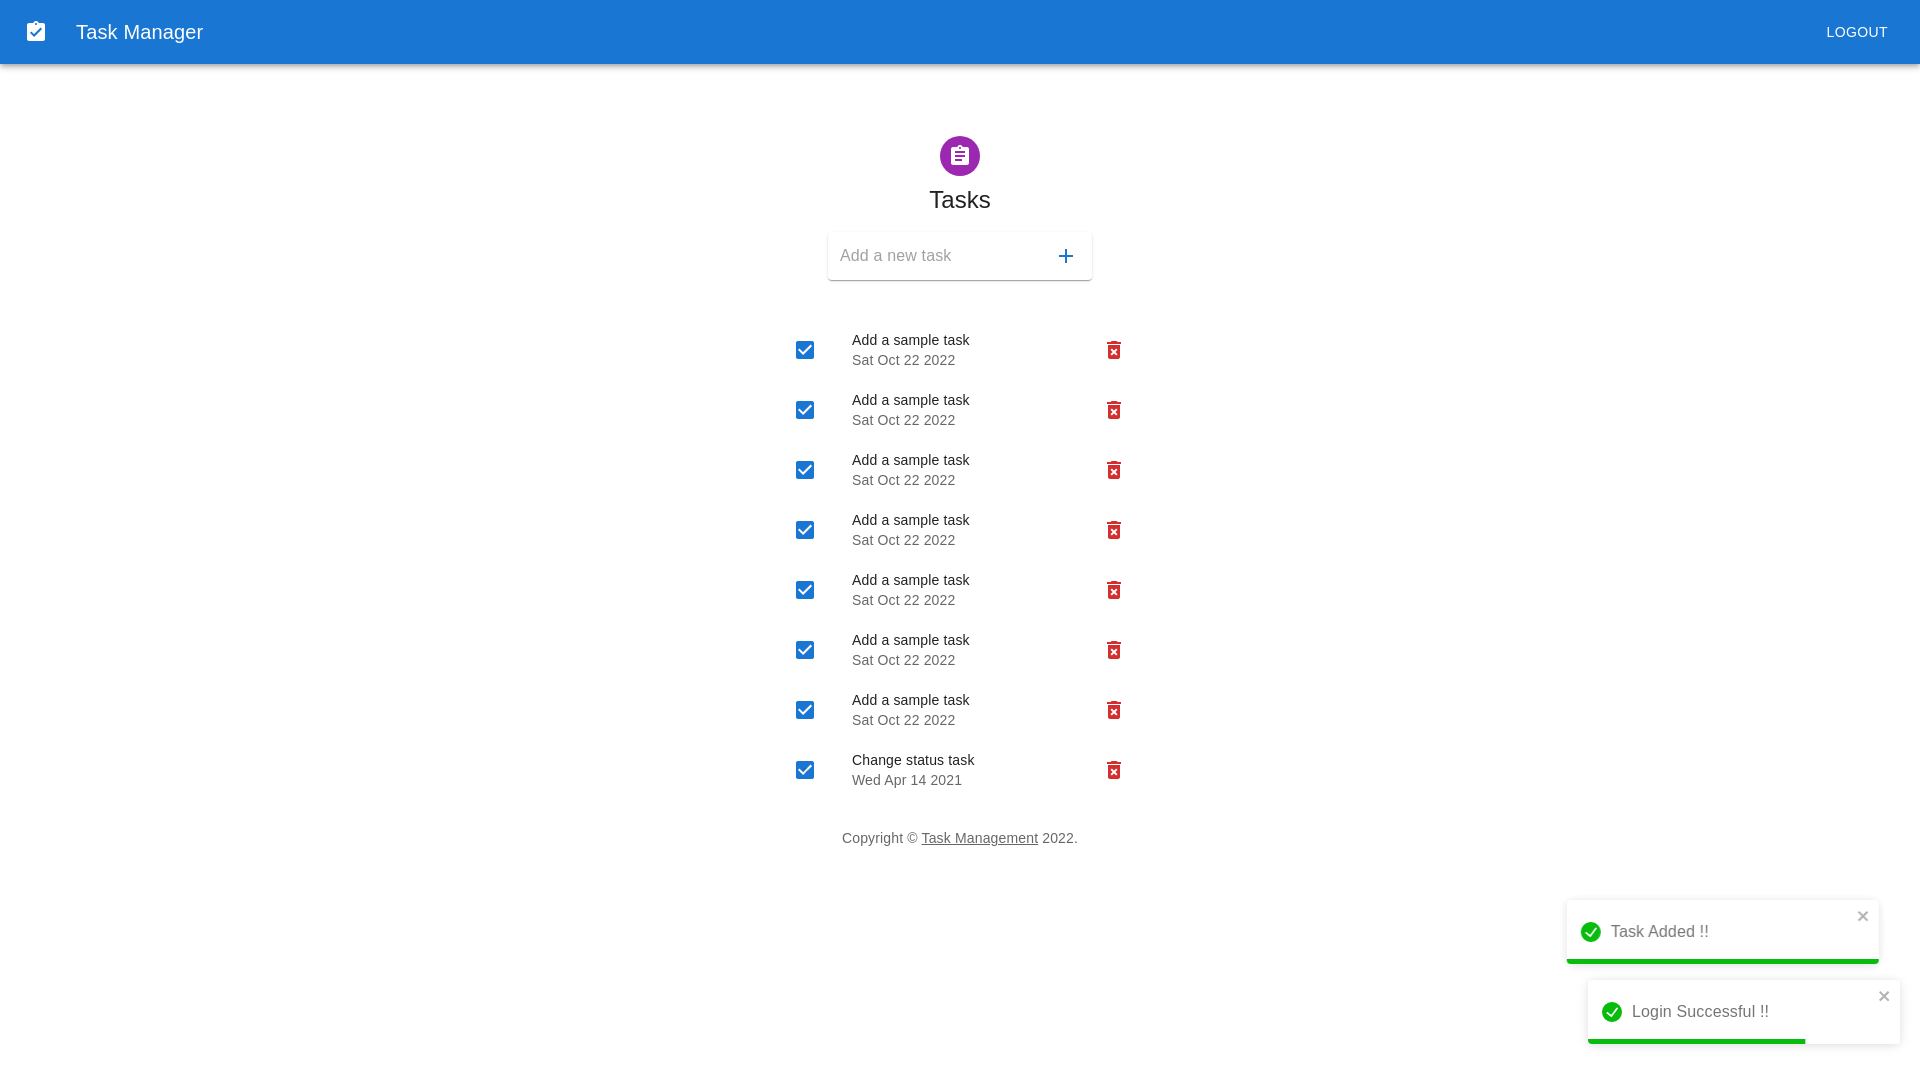 Task Manager
LOGOUT
Tasks
Add a new task
Add a sample task
Sat Oct 22 2022
Add a sample task
Sat Oct 22 2022
Add a sample task
Sat Oct 22 2022
Add a sample task
Sat Oct 22 2022
Add a sample task
Sat Oct 22 2022
Add a sample task
Sat Oct 22 2022
Add a sample task
Sat Oct 22 2022
Change status task
Wed Apr 14 2021
Copyright © Task Management 2022.
Task Added !!
Login Successful !!